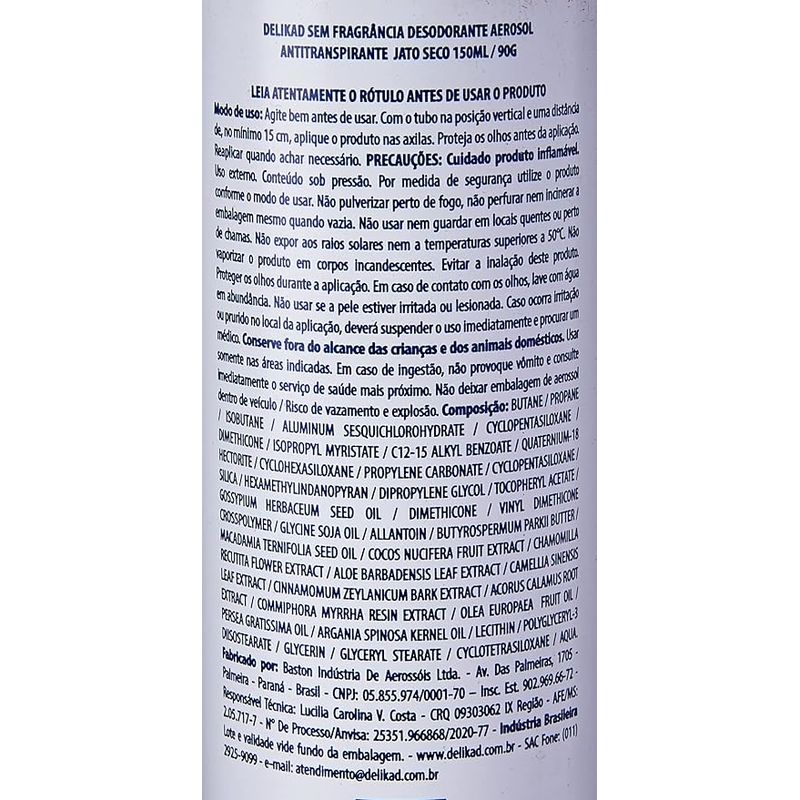 DELIKAD SEM FRAGRÂNCIA DESODORANTE AEROSOL
ANTITRANSPIRANTE JATO SECO 150ML / 90G
LEIA ATENTAMENTE O RÓTULO ANTES DE USAR O PRODUTO
Modo de uso: Agite bem antes de usar. Com o tubo na posição vertical e uma distância
de, no mínimo 15 cm, aplique o produto nas axilas. Proteja os olhos antes da aplicação.
Reaplicar quando achar necessário. PRECAUÇÕES: Cuidado produto inflamável.
Uso externo. Conteúdo sob pressão. Por medida de segurança utilize o produto
conforme o modo de usar. Não pulverizar perto de fogo, não perfurar nem incinerar a
embalagem mesmo quando vazia. Não usar nem guardar em locais quentes ou perto
de chamas. Não expor aos raios solares nem a temperaturas superiores a 50°C. Não
vaporizar o produto em corpos incandescentes. Evitar a inalação deste produto.
Proteger os olhos durante a aplicação. Em caso de contato com os olhos, lave com água
em abundância. Não usar se a pele estiver irritada ou lesionada. Caso ocorra irritação
ou prurido no local da aplicação, deverá suspender o uso imediatamente e procurar um
médico. Conserve fora do alcance das crianças e dos animais domésticos. Usar
somente nas áreas indicadas. Em caso de ingestão, não provoque vômito e consulte
imediatamente o serviço de saúde mais próximo. Não deixar embalagem de aerosol
dentro de veículo / Risco de vazamento e explosão. Composição: BUTANE / PROPANE
/ ISOBUTANE / ALUMINUM SESQUICHLOROHYDRATE / CYCLOPENTASILOXANE/
DIMETHICONE / ISOPROPYL MYRISTATE / C12-15 ALKYL BENZOATE / QUATERNIUM-18
HECTORITE / CYCLOHEXASILOXANE / PROPYLENE CARBONATE / CYCLOPENTASILOXANE /
SILICA / HEXAMETHYLINDANOPYRAN / DIPROPYLENE GLYCOL / TOCOPHERYL ACETATE /
GOSSYPIUM HERBACEUM SEED OIL / DIMETHICONE / VINYL DIMETHICONE
CROSSPOLYMER / GLYCINE SOJA OIL / ALLANTOIN / BUTYROSPERMUM PARKII BUTTER /
MACADAMIA TERNIFOLIA SEED OIL / COCOS NUCIFERA FRUIT EXTRACT / CHAMOMILLA
RECUTITA FLOWER EXTRACT / ALOE BARBADENSIS LEAF EXTRACT / CAMELLIA SINENSIS
LEAF EXTRACT / CINNAMOMUM ZEYLANICUM BARK EXTRACT / ACORUS CALAMUS ROOT
EXTRACT / COMMIPHORA MYRRHA RESIN EXTRACT / OLEA EUROPAEA FRUIT OIL /
PERSEA GRATISSIMA OIL / ARGANIA SPINOSA KERNEL OIL / LECITHIN / POLYGLYCERYL-3
DIISOSTEARATE / GLYCERIN / GLYCERYL STEARATE / CYCLOTETRASILOXANE / AQUA.
Fabricado por: Baston Indústria De Aerossóis Ltda. - Av. Das Palmeiras, 1705 -
Palmeira - Paraná - Brasil - CNPJ: 05.855.974/0001-70 – Insc. Est. 902.969.66-72 -
Responsável Técnica: Lucilia Carolina V. Costa - CRQ 09303062 IX Região - AFE/MS:
2.05.717-7 - Nº De Processo/Anvisa: 25351.966868/2020-77 - Indústria Brasileira
Lote e validade vide fundo da embalagem. - www.delikad.com.br - SAC Fone: (011)
2925-9099 - e-mail: atendimento@delikad.com.br